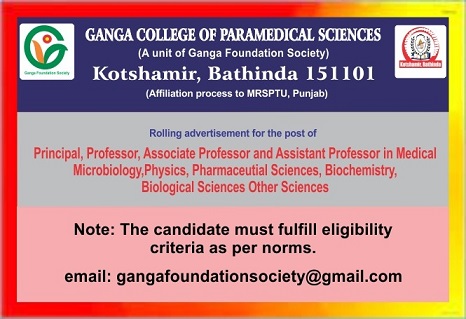 GANGA COLLEGE OF PARAMEDICAL SCIENCES
(A unit of Ganga Foundation Society)
Kotshamir, Bathinda 151101
(Affiliation process to MRSPTU, Punjab)
Ganga Foundation Society
Kotshamir, Bathinda
Rolling advertisement for the post of
Principal, Professor, Associate Professor and Assistant Professor in Medical
Microbiology,Physics, Pharmaceutial Sciences, Biochemistry,
Biological Sciences Other Sciences
Note: The candidate must fulfill eligibility
criteria as per norms.
email: gangafoundationsociety@gmail.com